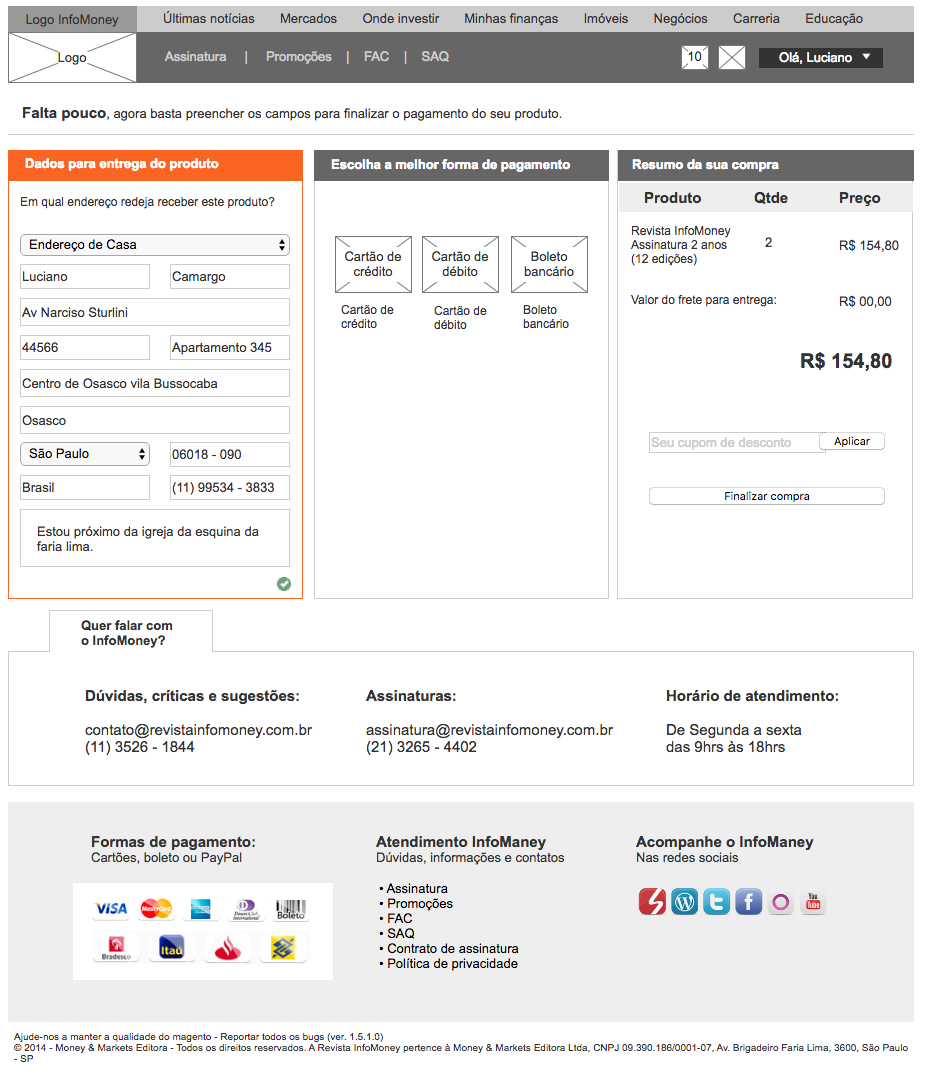 Logo InfoMoney Últimas notícias Mercados Onde investir Minhas finanças Imóveis Negócios Carreria Educação
Logo Assinatura | Promoções | FAC | SAQ 10 Olá, Luciano
Falta pouco, agora basta preencher os campos para finalizar o pagamento do seu produto.
Dados para entrega do produto
Em qual endereço redeja receber este produto?
Endereço de Casa
Luciano Camargo
Av Narciso Sturlini
44566 Apartamento 345
Centro de Osasco vila Bussocaba
Osasco
São Paulo 06018 - 090
Brasil (11) 99534 - 3833
Estou próximo da igreja da esquina da
faria lima.
Escolha a melhor forma de pagamento
Cartão de
crédito
Cartão de
débito
Boleto
bancário
Cartão de
crédito
Cartão de
débito
Boleto
bancário
Resumo da sua compra
Produto Qtde Preço
Revista InfoMoney
Assinatura 2 anos
(12 edições)
2
R$ 154,80
Valor do frete para entrega: R$ 00,00
R$ 154,80
Seu cupom de desconto Aplicar
Finalizar compra
Quer falar com
o InfoMoney?
Dúvidas, críticas e sugestões:
contato@revistainfomoney.com.br
(11) 3526 - 1844
Assinaturas:
assinatura@revistainfomoney.com.br
(21) 3265 - 4402
Horário de atendimento:
De Segunda a sexta
das 9hrs às 18hrs
Formas de pagamento:
Cartões, boleto ou PayPal
VISA MasterCard Diners Club International Boleto
Bradesco Itaú
Atendimento InfoManey
Dúvidas, informações e contatos
• Assinatura
• Promoções
• FAC
• SAQ
• Contrato de assinatura
• Política de privacidade
Acompanhe o InfoManey
Nas redes sociais
You Tube
Ajude-nos a manter a qualidade do magento - Reportar todos os bugs (ver. 1.5.1.0)
© 2014 - Money & Markets Editora - Todos os direitos reservados. A Revista InfoMoney pertence à Money & Markets Editora Ltda, CNPJ 09.390.186/0001-07, Av. Brigadeiro Faria Lima, 3600, São Paulo
- SP